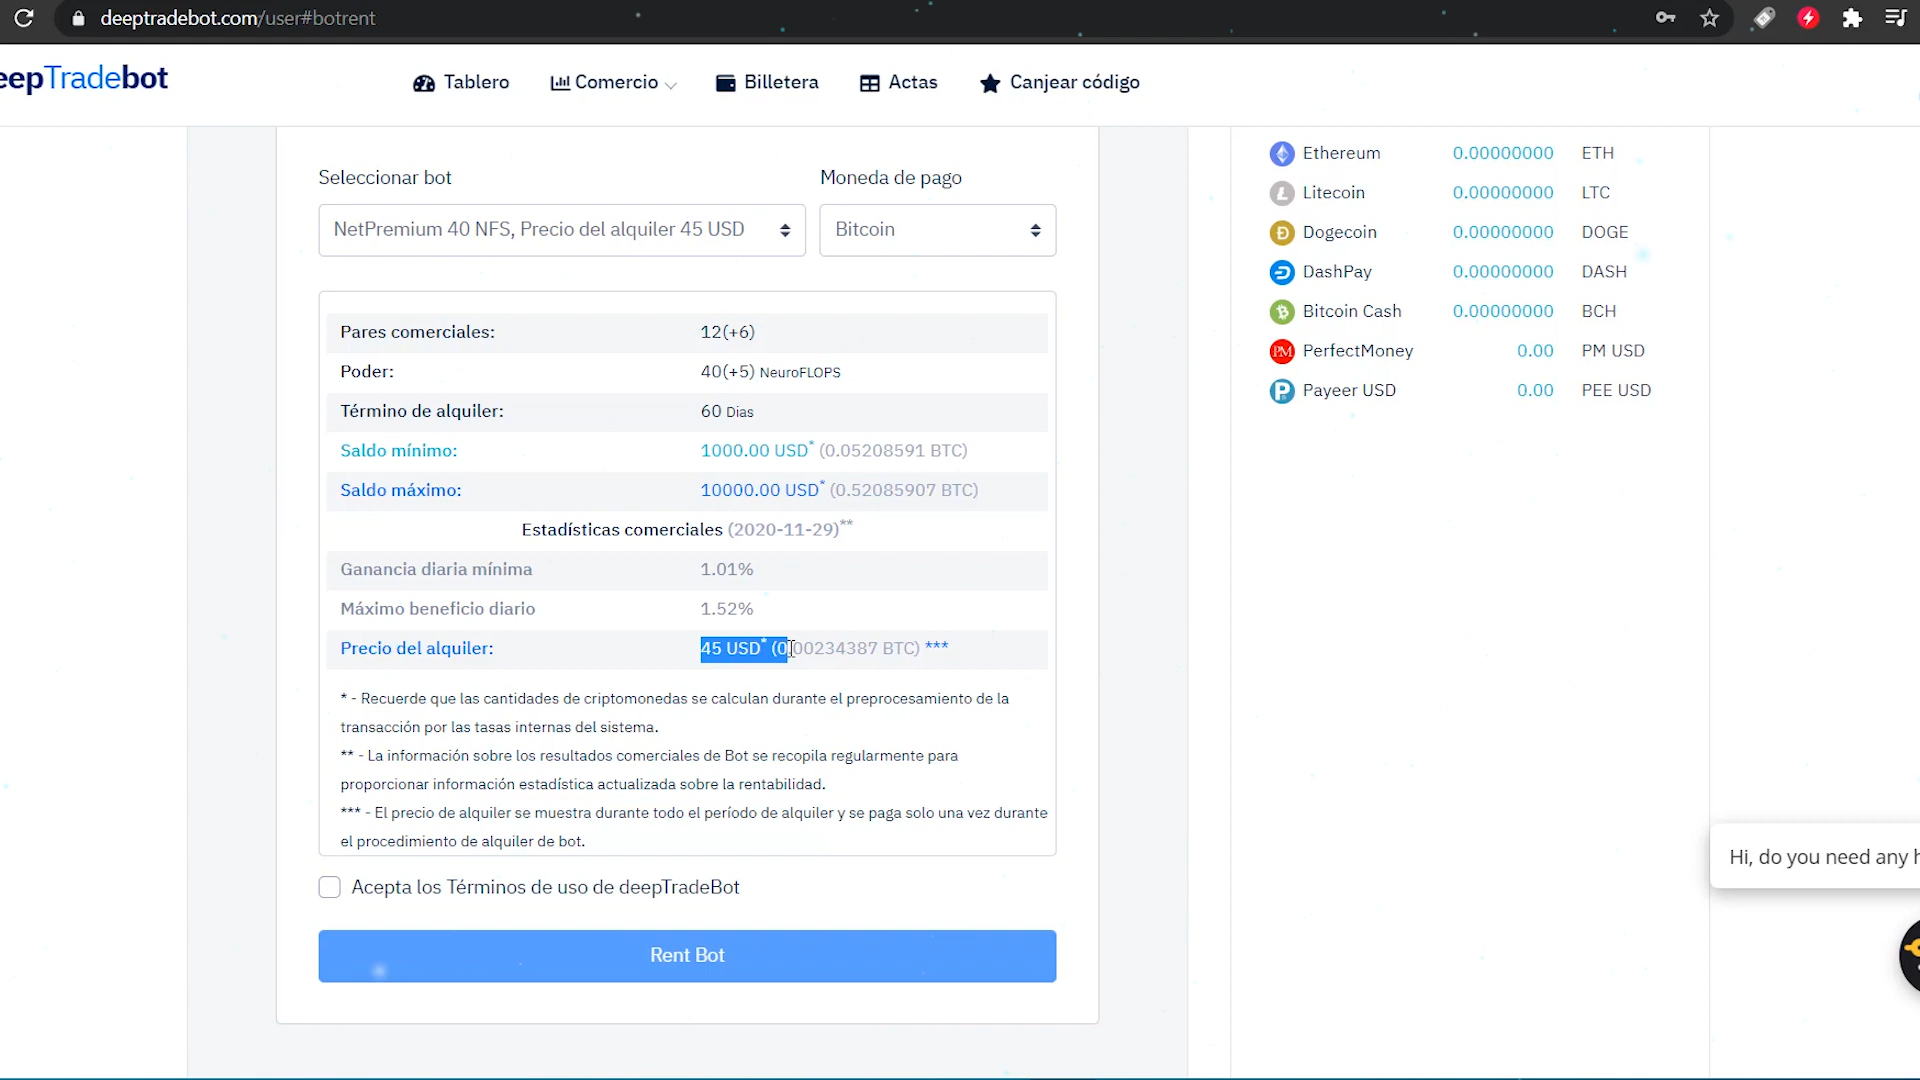 deeptradebot.com/user#botrent
eepTradebot
Tablero
Comercio
Billetera
Actas
Canjear código
Seleccionar bot
Moneda de pago
NetPremium 40 NFS, Precio del alquiler 45 USD
Bitcoin
Pares comerciales: 12(+6)
Poder: 40(+5) NeuroFLOPS
Término de alquiler: 60 Dias
Saldo mínimo: 1000.00 USD* (0.05208591 BTC)
Saldo máximo: 10000.00 USD* (0.52085907 BTC)
Estadísticas comerciales (2020-11-29)**
Ganancia diaria mínima 1.01%
Máximo beneficio diario 1.52%
Precio del alquiler: 45 USD* (0.00234387 BTC) ***
* - Recuerde que las cantidades de criptomonedas se calculan durante el preprocesamiento de la
transacción por las tasas internas del sistema.
** - La información sobre los resultados comerciales de Bot se recopila regularmente para
proporcionar información estadística actualizada sobre la rentabilidad.
*** - El precio de alquiler se muestra durante todo el período de alquiler y se paga solo una vez durante
el procedimiento de alquiler de bot.
Acepta los Términos de uso de deepTradeBot
Rent Bot
Ethereum 0.00000000 ETH
Litecoin 0.00000000 LTC
Dogecoin 0.00000000 DOGE
DashPay 0.00000000 DASH
Bitcoin Cash 0.00000000 BCH
PerfectMoney 0.00 PM USD
Payeer USD 0.00 PEE USD
Hi, do you need any h